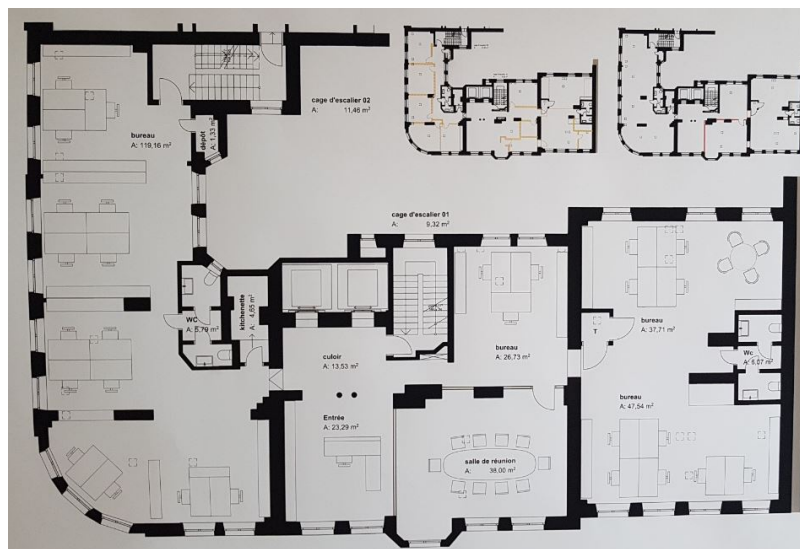 cage d'escalier 02
A: 11,46 m²
bureau
A: 119,16 m²
dépôt
A: 1,33 m²
cage d'escalier 01
A: 9,32 m²
WC
A: 5,79 m²
kitchenette
A: 4,65 m²
culoir
A: 13,53 m²
Entrée
A: 23,29 m²
bureau
A: 26,73 m²
salle de réunion
A: 38,00 m²
T
bureau
A: 37,71 m²
Wc
A: 6,07 m²
bureau
A: 47,54 m²